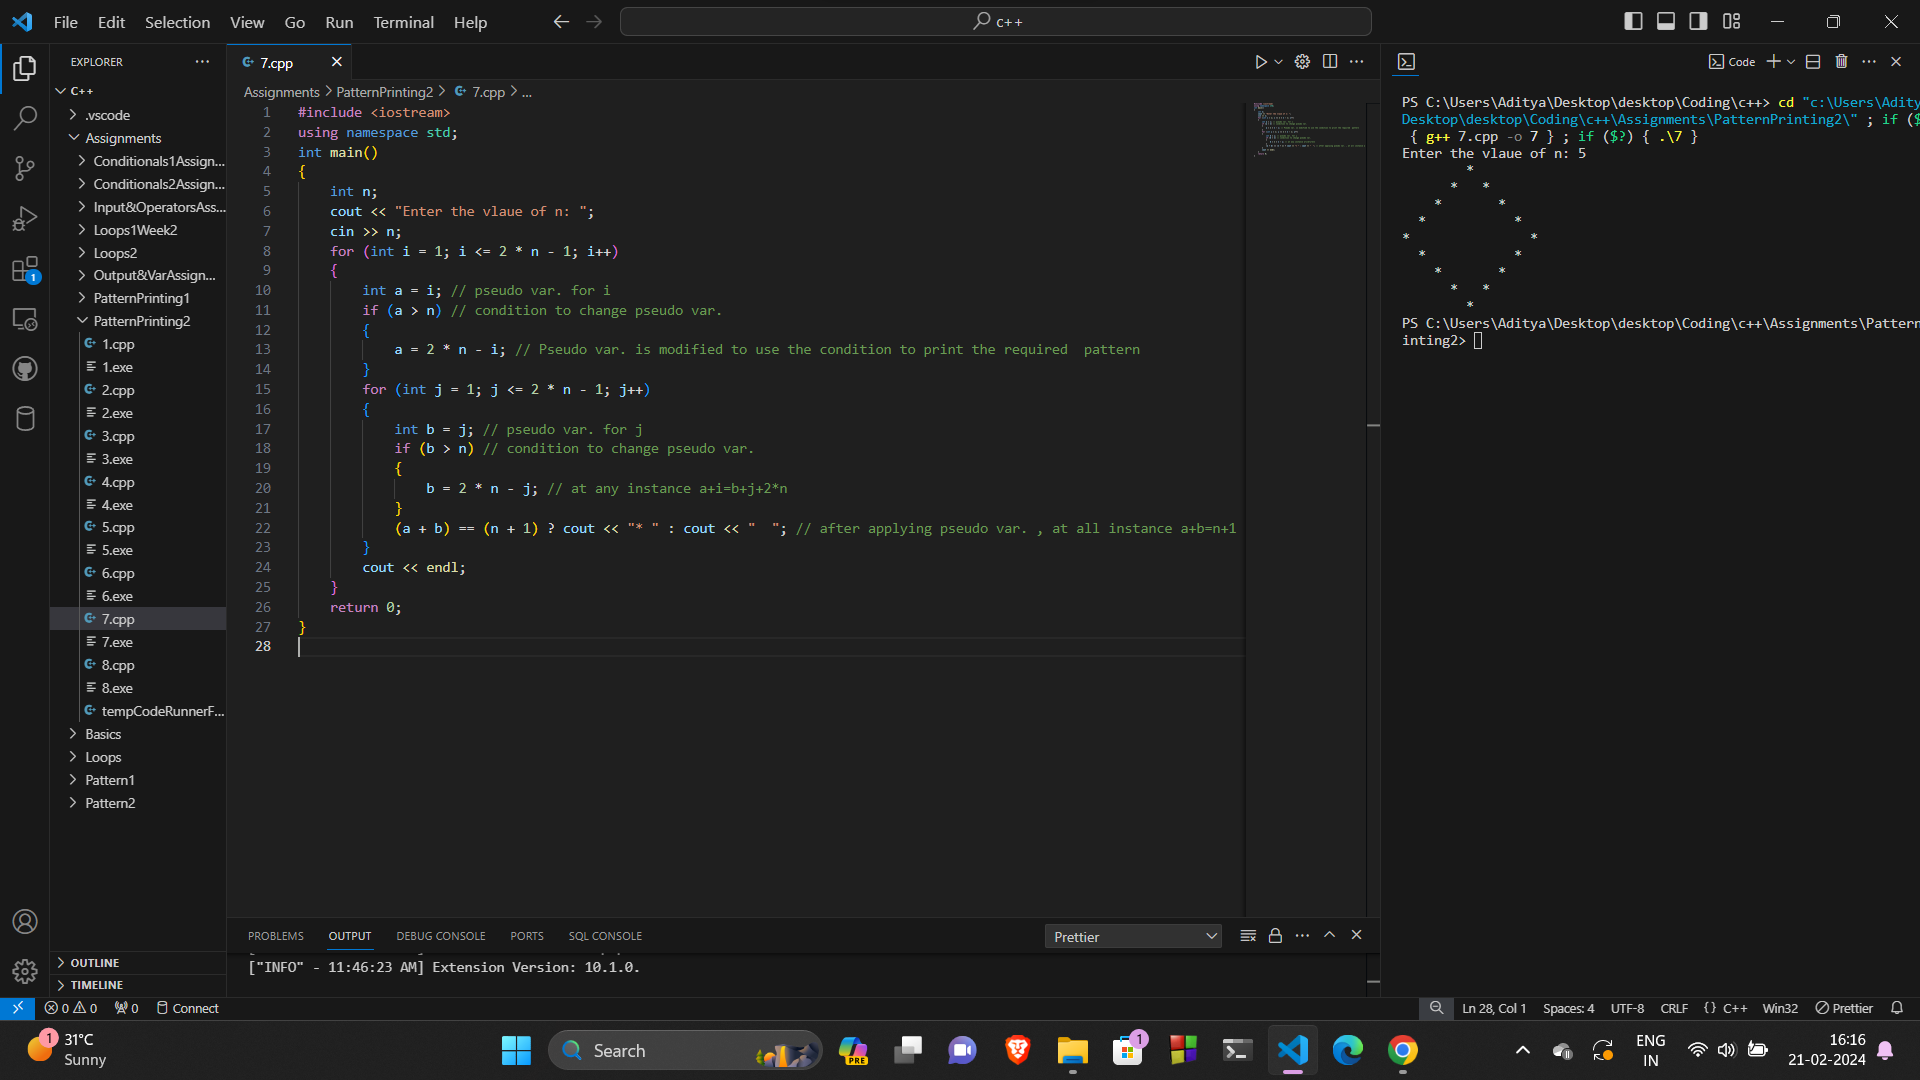 File Edit Selection View Go Run Terminal Help
c++
EXPLORER
C++
.vscode
Assignments
Conditionals1Assign...
Conditionals2Assign...
Input&OperatorsAss...
Loops1Week2
Loops2
Output&VarAssign...
PatternPrinting1
PatternPrinting2
1.cpp
1.exe
2.cpp
2.exe
3.cpp
3.exe
4.cpp
4.exe
5.cpp
5.exe
6.cpp
6.exe
7.cpp
7.exe
8.cpp
8.exe
tempCodeRunnerF...
Basics
Loops
Pattern1
Pattern2
OUTLINE
TIMELINE
7.cpp
Assignments > PatternPrinting2 > 7.cpp > ...
1 #include <iostream>
2 using namespace std;
3 int main()
4 {
5 int n;
6 cout << "Enter the vlaue of n: ";
7 cin >> n;
8 for (int i = 1; i <= 2 * n - 1; i++)
9 {
10 int a = i; // pseudo var. for i
11 if (a > n) // condition to change pseudo var.
12 {
13 a = 2 * n - i; // Pseudo var. is modified to use the condition to print the required  pattern
14 }
15 for (int j = 1; j <= 2 * n - 1; j++)
16 {
17 int b = j; // pseudo var. for j
18 if (b > n) // condition to change pseudo var.
19 {
20 b = 2 * n - j; // at any instance a+i=b+j+2*n
21 }
22 (a + b) == (n + 1) ? cout << "* " : cout << "  "; // after applying pseudo var. , at all instance a+b=n+1
23 }
24 cout << endl;
25 }
26 return 0;
27 }
28
Code
PS C:\Users\Aditya\Desktop\desktop\Coding\c++> cd "c:\Users\Adity
Desktop\desktop\Coding\c++\Assignments\PatternPrinting2\" ; if ($
{ g++ 7.cpp -o 7 } ; if ($?) { .\7 }
Enter the vlaue of n: 5
        *
      *   *
    *       *
  *           *
*               *
  *           *
    *       *
      *   *
        *
PS C:\Users\Aditya\Desktop\desktop\Coding\c++\Assignments\Pattern
inting2>
PROBLEMS OUTPUT DEBUG CONSOLE PORTS SQL CONSOLE
Prettier
["INFO" - 11:46:23 AM] Extension Version: 10.1.0.
0 0 0 Connect
Ln 28, Col 1 Spaces: 4 UTF-8 CRLF {} C++ Win32 Prettier
1
31°C
Sunny
Search
PRE
1
ENG
IN
16:16
21-02-2024
1